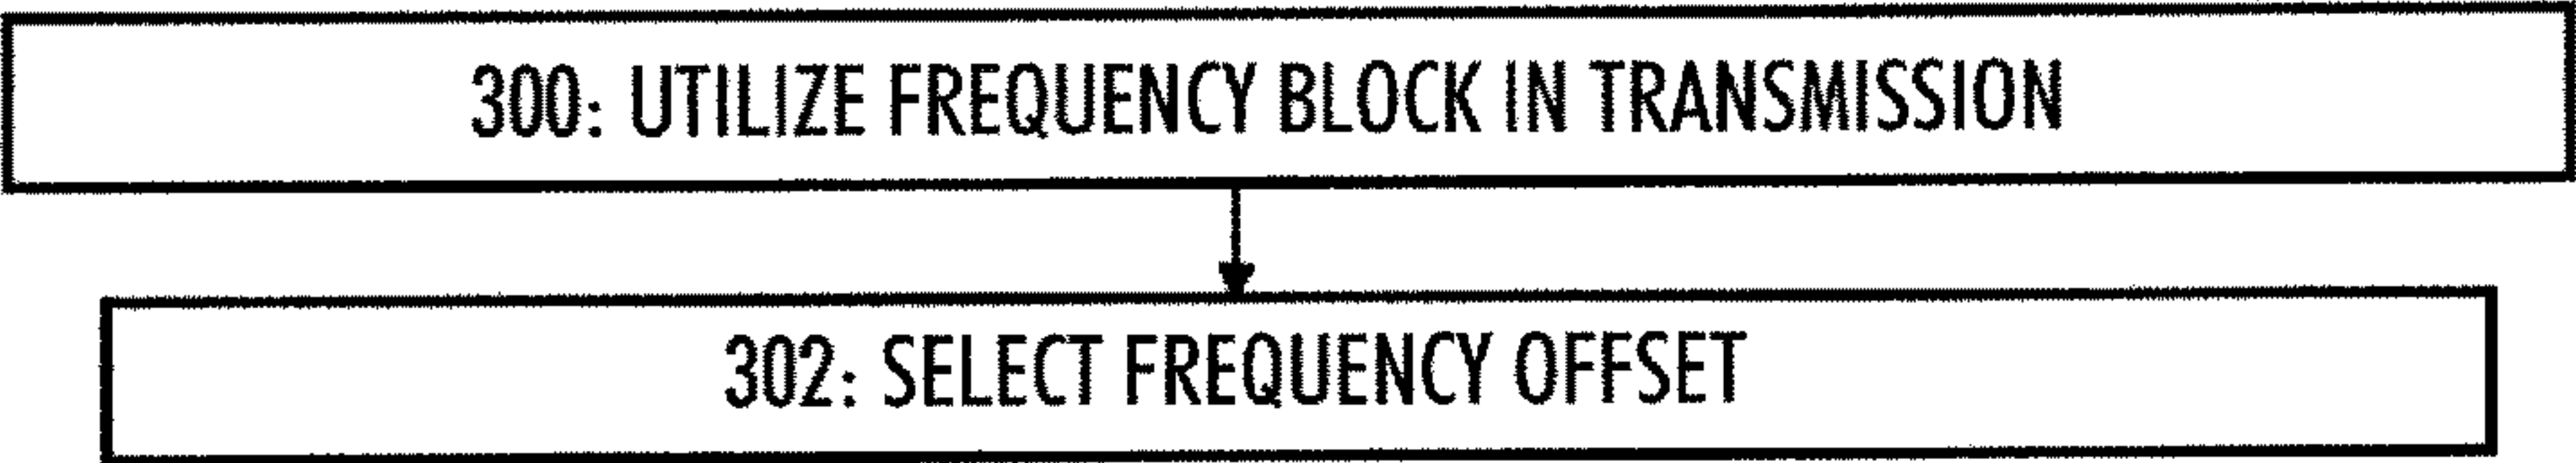 300: UTILIZE FREQUENCY BLOCK IN TRANSMISSION
302: SELECT FREQUENCY OFFSET